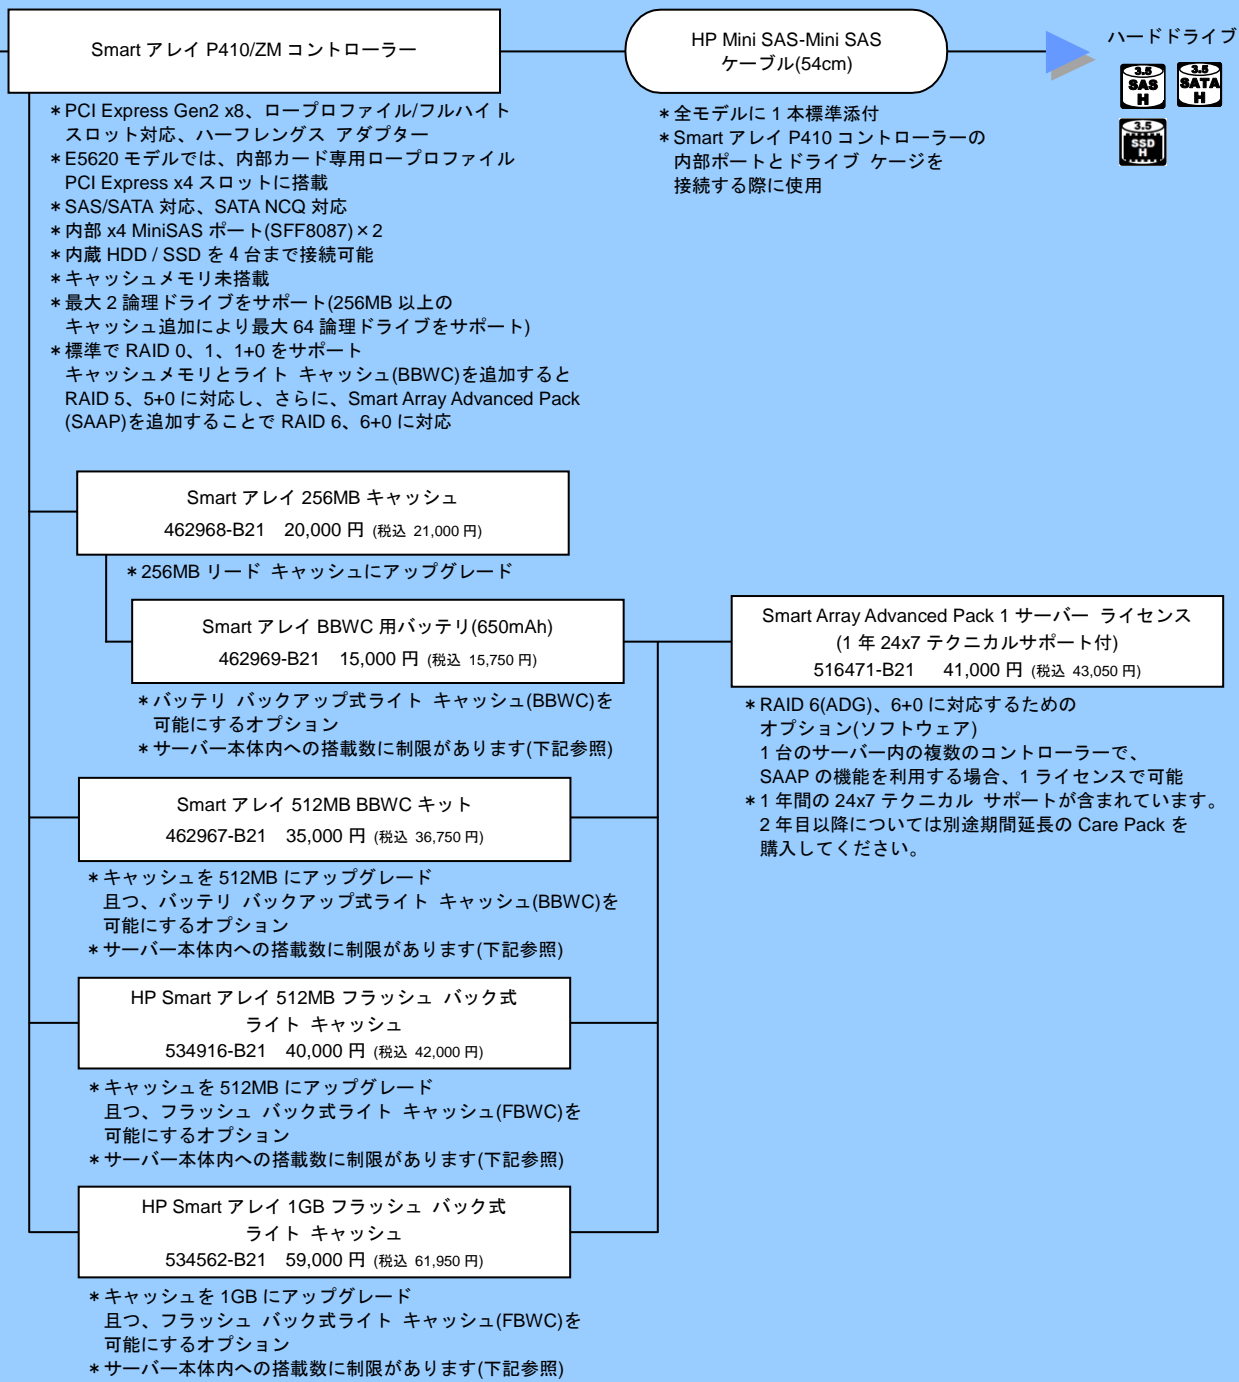 Smart アレイ P410/ZM コントローラー
HP Mini SAS-Mini SAS
ケーブル(54cm)
ハードドライブ
3.5
SAS
H
3.5
SATA
H
3.5
SSD
H
*PCI Express Gen2 x8、ロープロファイル/フルハイト
スロット対応、ハーフレングス アダプター
*E5620 モデルでは、内部カード専用ロープロファイル
PCI Express x4 スロットに搭載
*SAS/SATA 対応、SATA NCQ 対応
*内部 x4 MiniSAS ポート(SFF8087)×2
*内蔵 HDD / SSD を 4 台まで接続可能
*キャッシュメモリ未搭載
*最大 2 論理ドライブをサポート(256MB 以上の
キャッシュ追加により最大 64 論理ドライブをサポート)
*標準で RAID 0、1、1+0 をサポート
キャッシュメモリとライト キャッシュ(BBWC)を追加すると
RAID 5、5+0 に対応し、さらに、Smart Array Advanced Pack
(SAAP)を追加することで RAID 6、6+0 に対応
*全モデルに 1 本標準添付
*Smart アレイ P410 コントローラーの
内部ポートとドライブ ケージを
接続する際に使用
Smart アレイ 256MB キャッシュ
462968-B21 20,000 円 (税込 21,000 円)
*256MB リード キャッシュにアップグレード
Smart アレイ BBWC 用バッテリ(650mAh)
462969-B21 15,000 円 (税込 15,750 円)
*バッテリ バックアップ式ライト キャッシュ(BBWC)を
可能にするオプション
*サーバー本体内への搭載数に制限があります(下記参照)
Smart Array Advanced Pack 1 サーバー ライセンス
(1 年 24x7 テクニカルサポート付)
516471-B21 41,000 円 (税込 43,050 円)
*RAID 6(ADG)、6+0 に対応するための
オプション(ソフトウェア)
1 台のサーバー内の複数のコントローラーで、
SAAP の機能を利用する場合、1 ライセンスで可能
*1 年間の 24x7 テクニカル サポートが含まれています。
2 年目以降については別途期間延長の Care Pack を
購入してください。
Smart アレイ 512MB BBWC キット
462967-B21 35,000 円 (税込 36,750 円)
*キャッシュを 512MB にアップグレード
且つ、バッテリ バックアップ式ライト キャッシュ(BBWC)を
可能にするオプション
*サーバー本体内への搭載数に制限があります(下記参照)
HP Smart アレイ 512MB フラッシュ バック式
ライト キャッシュ
534916-B21 40,000 円 (税込 42,000 円)
*キャッシュを 512MB にアップグレード
且つ、フラッシュ バック式ライト キャッシュ(FBWC)を
可能にするオプション
*サーバー本体内への搭載数に制限があります(下記参照)
HP Smart アレイ 1GB フラッシュ バック式
ライト キャッシュ
534562-B21 59,000 円 (税込 61,950 円)
*キャッシュを 1GB にアップグレード
且つ、フラッシュ バック式ライト キャッシュ(FBWC)を
可能にするオプション
*サーバー本体内への搭載数に制限があります(下記参照)